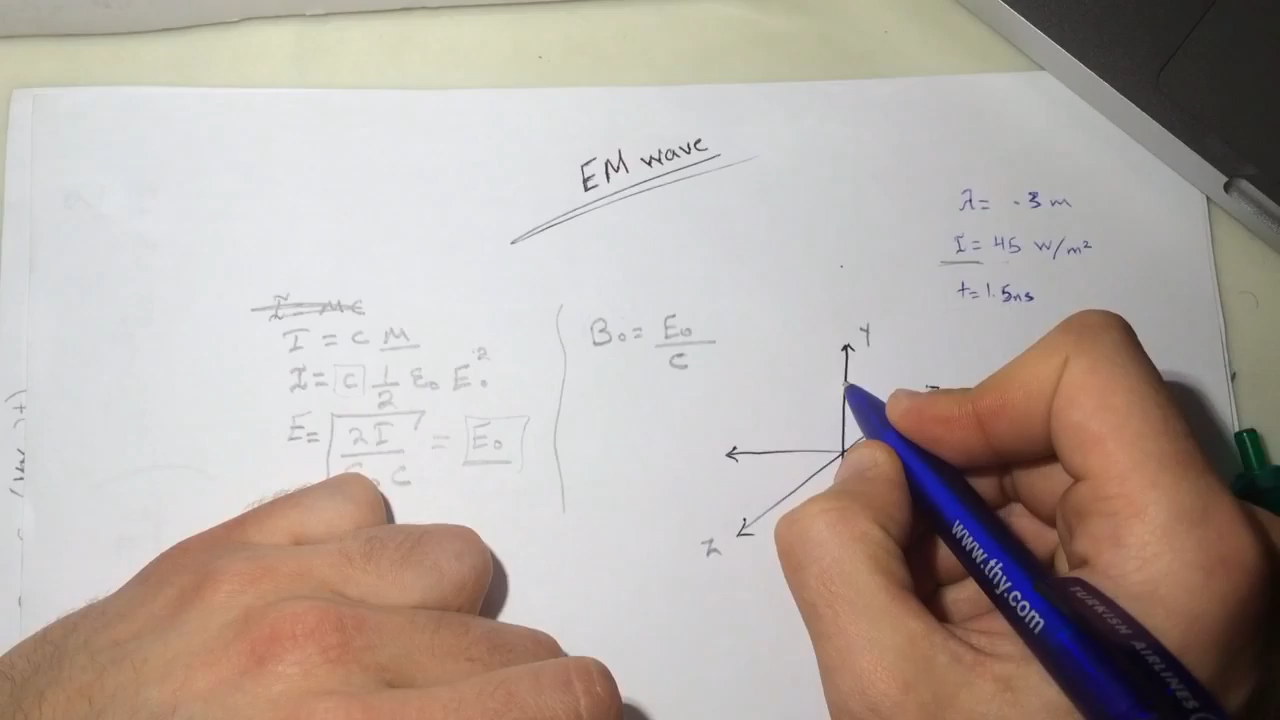 EM wave
λ = .3 m
I = 45 W/m²
t = 1.5ns
I = c u
I = c 1/2 ε₀ E₀²
E = 2I / ε₀ c = E₀
B₀ = E₀ / c
Y
Z
www.thy.com
TURKISH AIRLINES